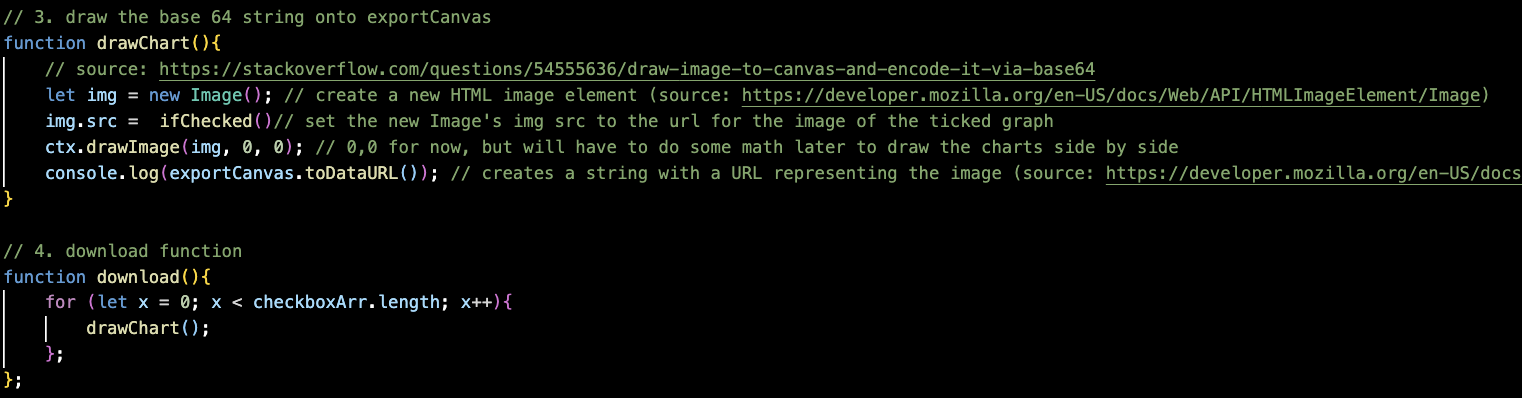 // 3. draw the base 64 string onto exportCanvas
function drawChart(){
// source: https://stackoverflow.com/questions/54555636/draw-image-to-canvas-and-encode-it-via-base64
let img = new Image(); // create a new HTML image element (source: https://developer.mozilla.org/en-US/docs/Web/API/HTMLImageElement/Image)
img.src =  ifChecked()// set the new Image's img src to the url for the image of the ticked graph
ctx.drawImage(img, 0, 0); // 0,0 for now, but will have to do some math later to draw the charts side by side
console.log(exportCanvas.toDataURL()); // creates a string with a URL representing the image (source: https://developer.mozilla.org/en-US/docs
}
// 4. download function
function download(){
for (let x = 0; x < checkboxArr.length; x++){
drawChart();
};
};